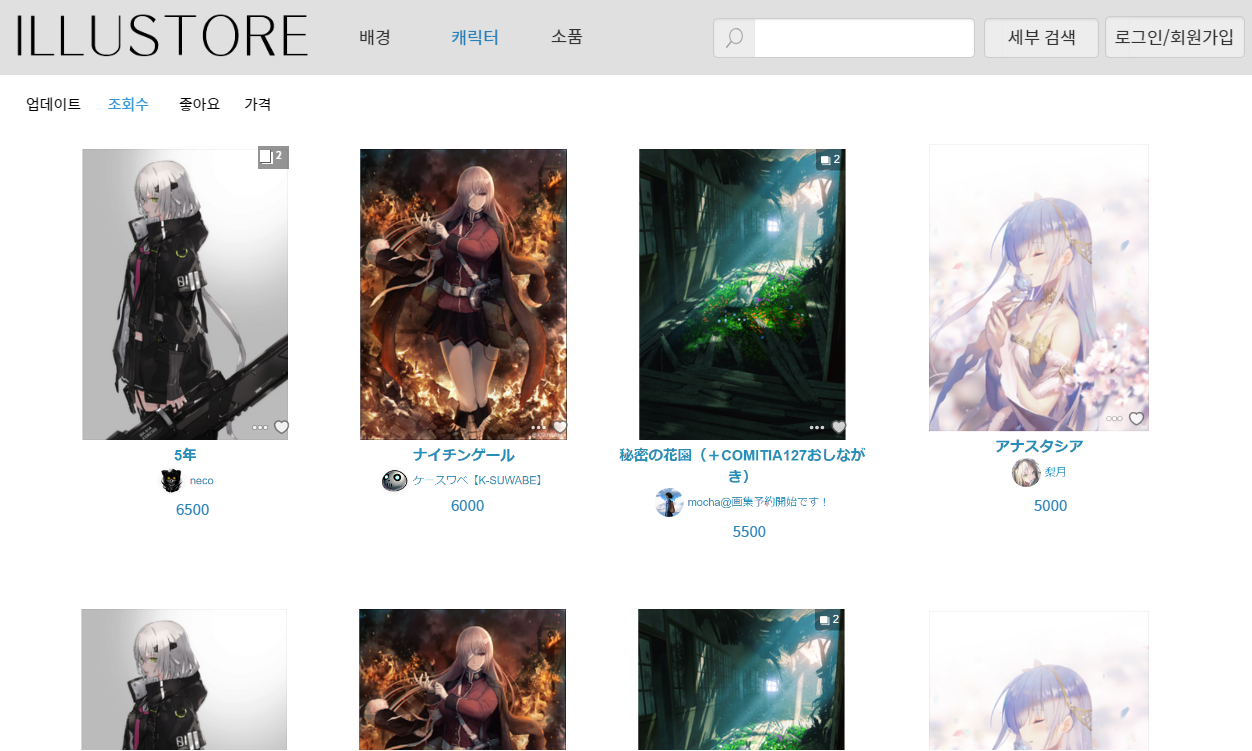 ILLUSTORE 배경 캐릭터 소품 세부 검색 로그인/회원가입
업데이트 조회수 좋아요 가격
2
2
5年
neco
6500
ナイチンゲール
ケースワベ【K-SUWABE】
6000
秘密の花園（＋COMITIA127おしなが
き）
mocha@画集予約開始です！
5500
アナスタシア
梨月
5000
2